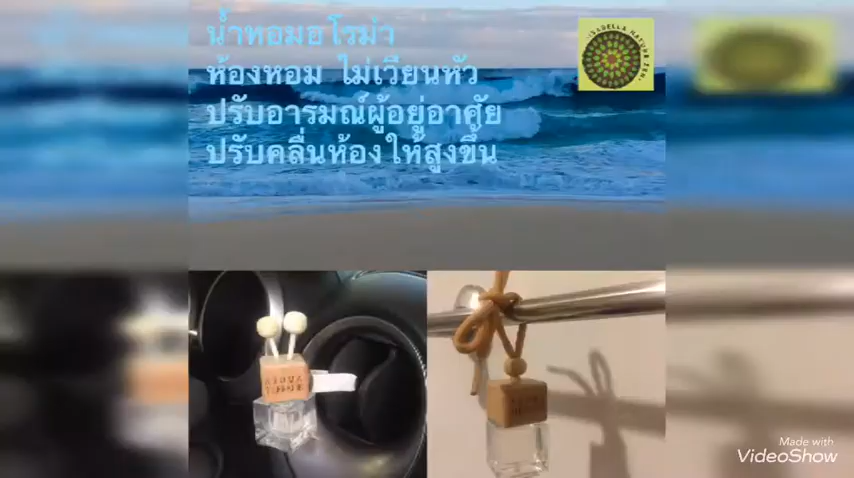 น้ำหอมอโรม่า
ห้องหอม ไม่เวียนหัว
ปรับอารมณ์ผู้อยู่อาศัย
ปรับคลื่นห้องให้สูงขึ้น
ISABELLA NATURE ZEN
Made with
VideoShow